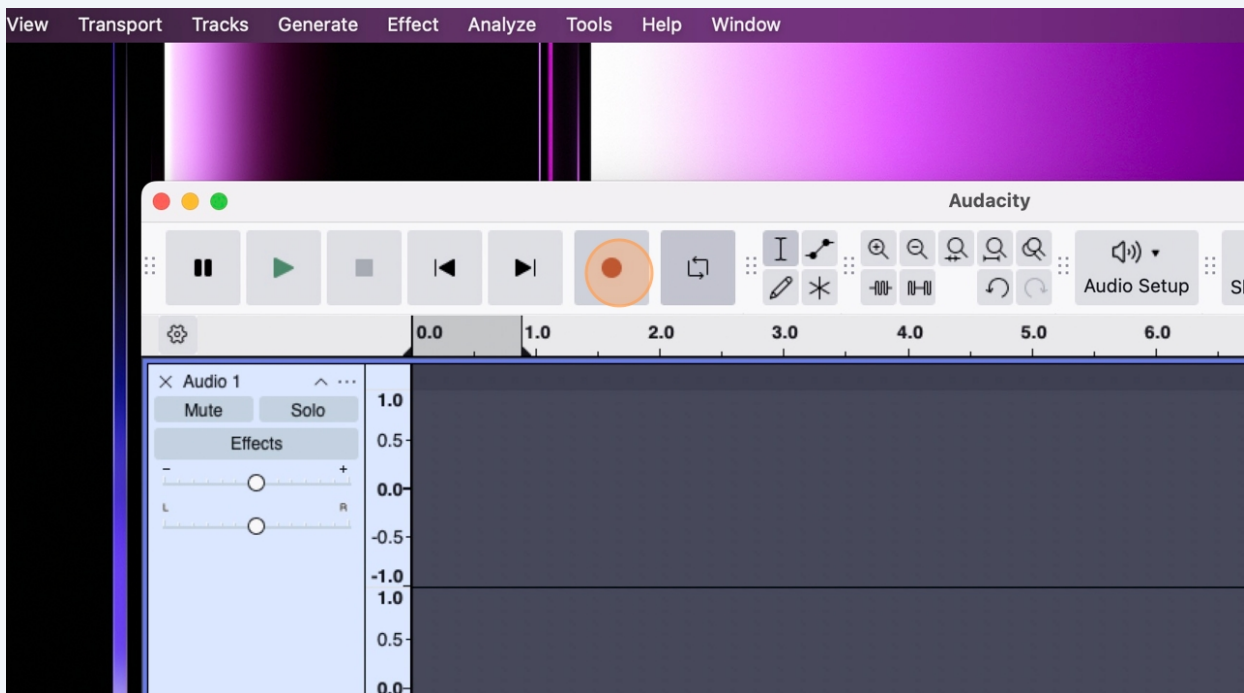 View Transport Tracks Generate Effect Analyze Tools Help Window
Audacity
Audio Setup
0.0 1.0 2.0 3.0 4.0 5.0 6.0
Audio 1
Mute Solo
Effects
- +
L R
1.0
0.5
0.0
-0.5
-1.0
1.0
0.5
0.0